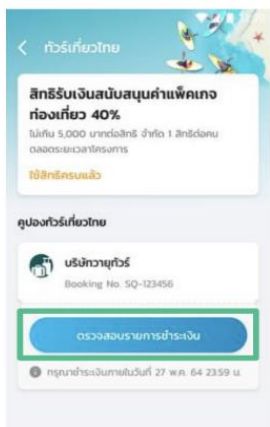 ทัวร์เที่ยวไทย
สิทธิรับเงินสนับสนุนค่าแพ็คเกจ
ท่องเที่ยว 40%
ไม่เกิน 5,000 บาทต่อสิทธิ จำกัด 1 สิทธิต่อคน
ตลอดระยะเวลาโครงการ
ใช้สิทธิครบแล้ว
คูปองทัวร์เที่ยวไทย
บริษัทวายุทัวร์
Booking No. SQ-123456
ตรวจสอบรายการชำระเงิน
กรุณาชำระเงินภายในวันที่ 27 พ.ค. 64 23:59 น.